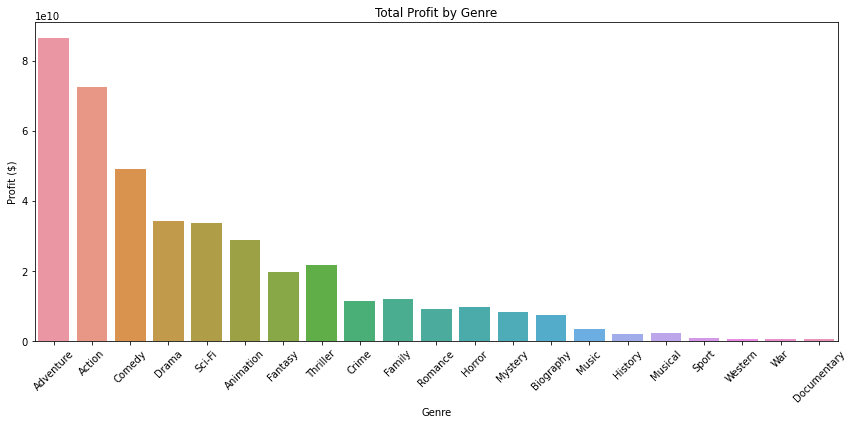 Total Profit by Genre
1e10
8
6
4
2
0
Profit ($)
Adventure
Action
Comedy
Drama
Sci-Fi
Animation
Fantasy
Thriller
Crime
Family
Romance
Horror
Mystery
Biography
Music
History
Musical
Sport
Western
War
Documentary
Genre